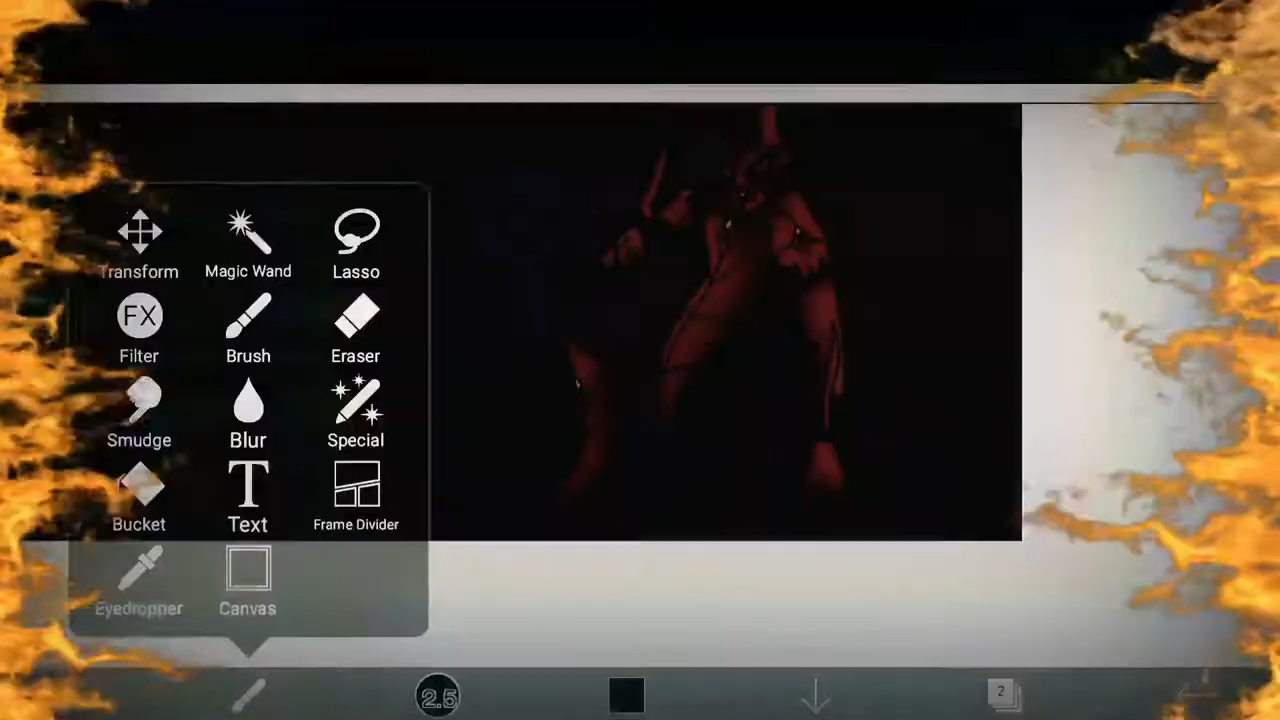 Transform Magic Wand Lasso
FX
Filter Brush Eraser
Smudge Blur Special
T
Bucket Text Frame Divider
Eyedropper Canvas
2.5 2